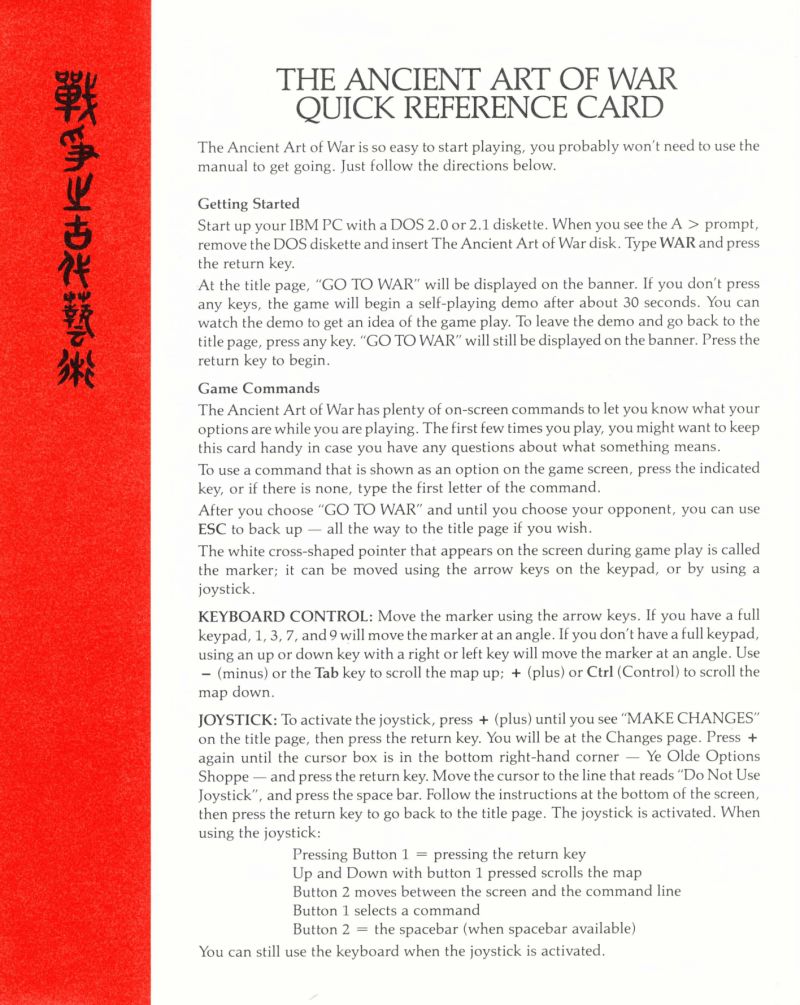 戰爭之古代藝術
THE ANCIENT ART OF WAR
QUICK REFERENCE CARD
The Ancient Art of War is so easy to start playing, you probably won't need to use the
manual to get going. Just follow the directions below.
Getting Started
Start up your IBM PC with a DOS 2.0 or 2.1 diskette. When you see the A > prompt,
remove the DOS diskette and insert The Ancient Art of War disk. Type WAR and press
the return key.
At the title page, "GO TO WAR" will be displayed on the banner. If you don't press
any keys, the game will begin a self-playing demo after about 30 seconds. You can
watch the demo to get an idea of the game play. To leave the demo and go back to the
title page, press any key. "GO TO WAR" will still be displayed on the banner. Press the
return key to begin.
Game Commands
The Ancient Art of War has plenty of on-screen commands to let you know what your
options are while you are playing. The first few times you play, you might want to keep
this card handy in case you have any questions about what something means.
To use a command that is shown as an option on the game screen, press the indicated
key, or if there is none, type the first letter of the command.
After you choose "GO TO WAR" and until you choose your opponent, you can use
ESC to back up — all the way to the title page if you wish.
The white cross-shaped pointer that appears on the screen during game play is called
the marker; it can be moved using the arrow keys on the keypad, or by using a
joystick.
KEYBOARD CONTROL: Move the marker using the arrow keys. If you have a full
keypad, 1, 3, 7, and 9 will move the marker at an angle. If you don't have a full keypad,
using an up or down key with a right or left key will move the marker at an angle. Use
− (minus) or the Tab key to scroll the map up; + (plus) or Ctrl (Control) to scroll the
map down.
JOYSTICK: To activate the joystick, press + (plus) until you see "MAKE CHANGES"
on the title page, then press the return key. You will be at the Changes page. Press +
again until the cursor box is in the bottom right-hand corner — Ye Olde Options
Shoppe — and press the return key. Move the cursor to the line that reads "Do Not Use
Joystick", and press the space bar. Follow the instructions at the bottom of the screen,
then press the return key to go back to the title page. The joystick is activated. When
using the joystick:
Pressing Button 1 = pressing the return key
Up and Down with button 1 pressed scrolls the map
Button 2 moves between the screen and the command line
Button 1 selects a command
Button 2 = the spacebar (when spacebar available)
You can still use the keyboard when the joystick is activated.